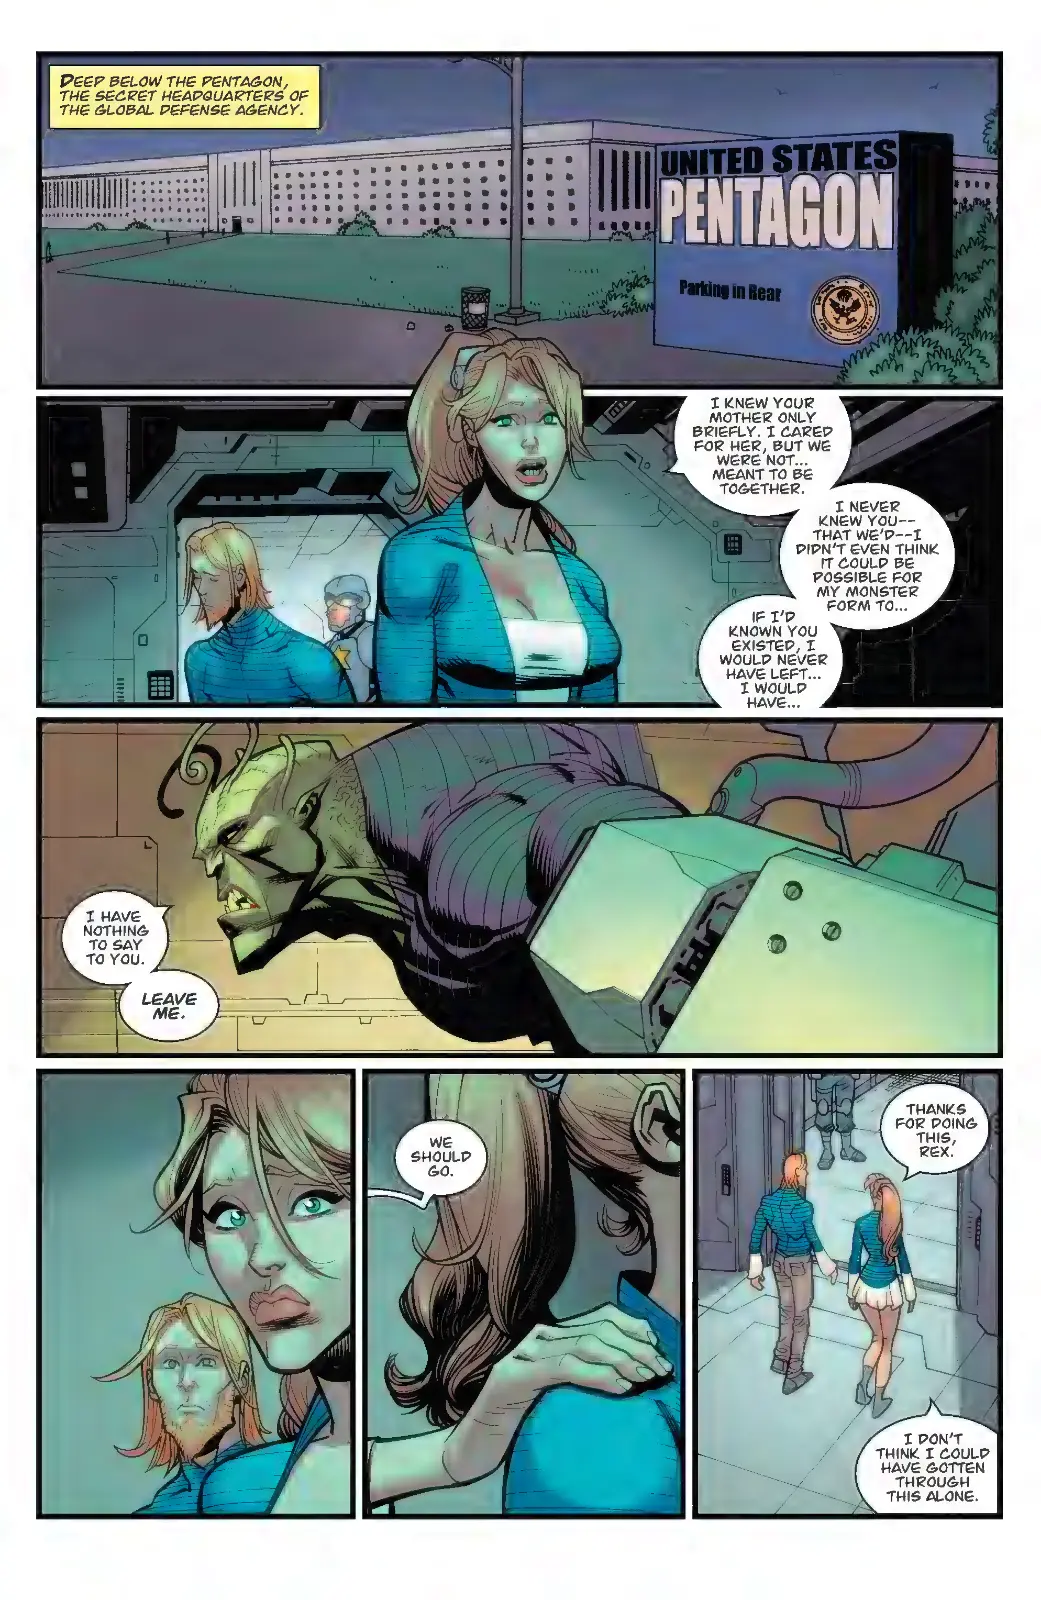 DEEP BELOW THE PENTAGON,
THE SECRET HEADQUARTERS OF
THE GLOBAL DEFENSE AGENCY.
UNITED STATES
PENTAGON
Parking in Rear
I KNEW YOUR
MOTHER ONLY
BRIEFLY. I CARED
FOR HER, BUT WE
WERE NOT...
MEANT TO BE
TOGETHER.
I NEVER
KNEW YOU--
THAT WE'D--I
DIDN'T EVEN THINK
IT COULD BE
POSSIBLE FOR
MY MONSTER
FORM TO...
IF I'D
KNOWN YOU
EXISTED, I
WOULD NEVER
HAVE LEFT...
I WOULD
HAVE...
I HAVE
NOTHING
TO SAY
TO YOU.
LEAVE
ME.
WE
SHOULD
GO.
THANKS
FOR DOING
THIS,
REX.
I DON'T
THINK I COULD
HAVE GOTTEN
THROUGH
THIS ALONE.